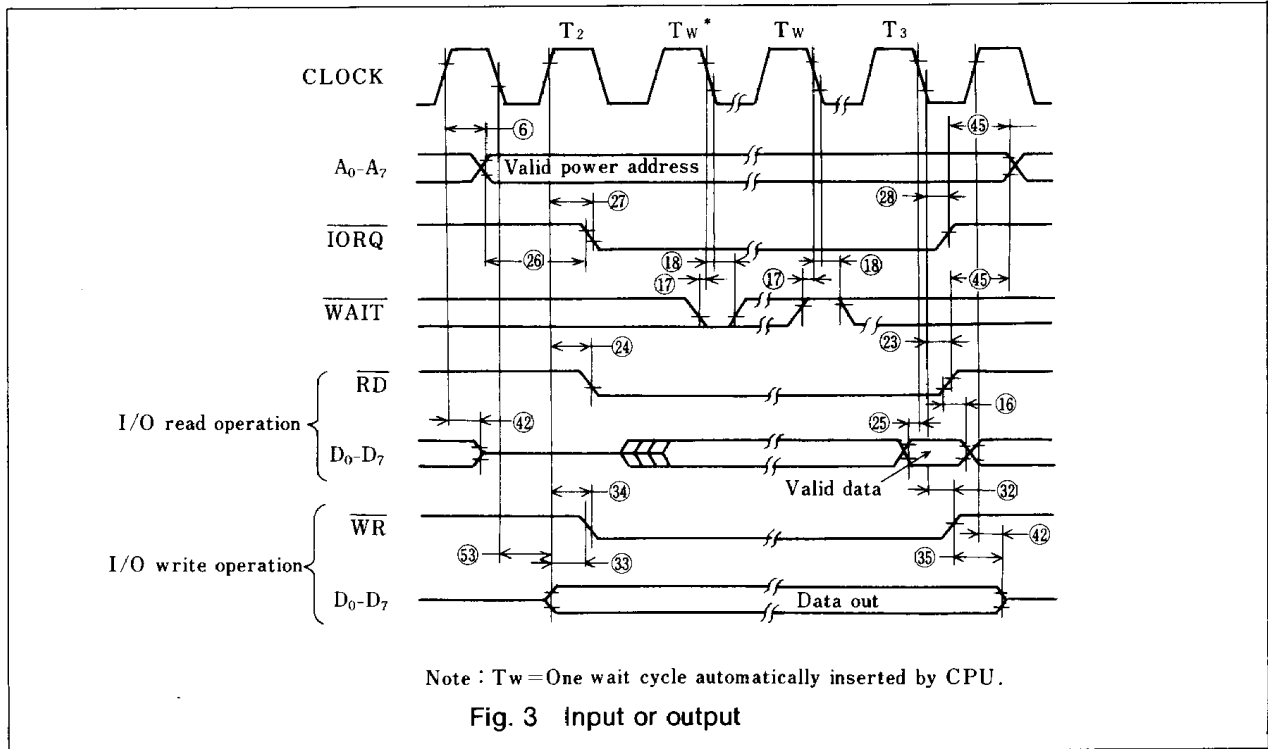 T2 Tw* Tw T3
CLOCK
⑥ ㊺
A0-A7 Valid power address
㉗ ㉘
IORQ
㉖ ⑱ ⑱
⑰ ⑰ ㊺
WAIT
㉔ ㉓
RD
⑯
I/O read operation ㊷ ㉕
D0-D7
Valid data
㉞ ㉜
WR
㊷
I/O write operation 53 ㉝ ㉟
D0-D7 Data out
Note : Tw=One wait cycle automatically inserted by CPU.
Fig. 3 Input or output